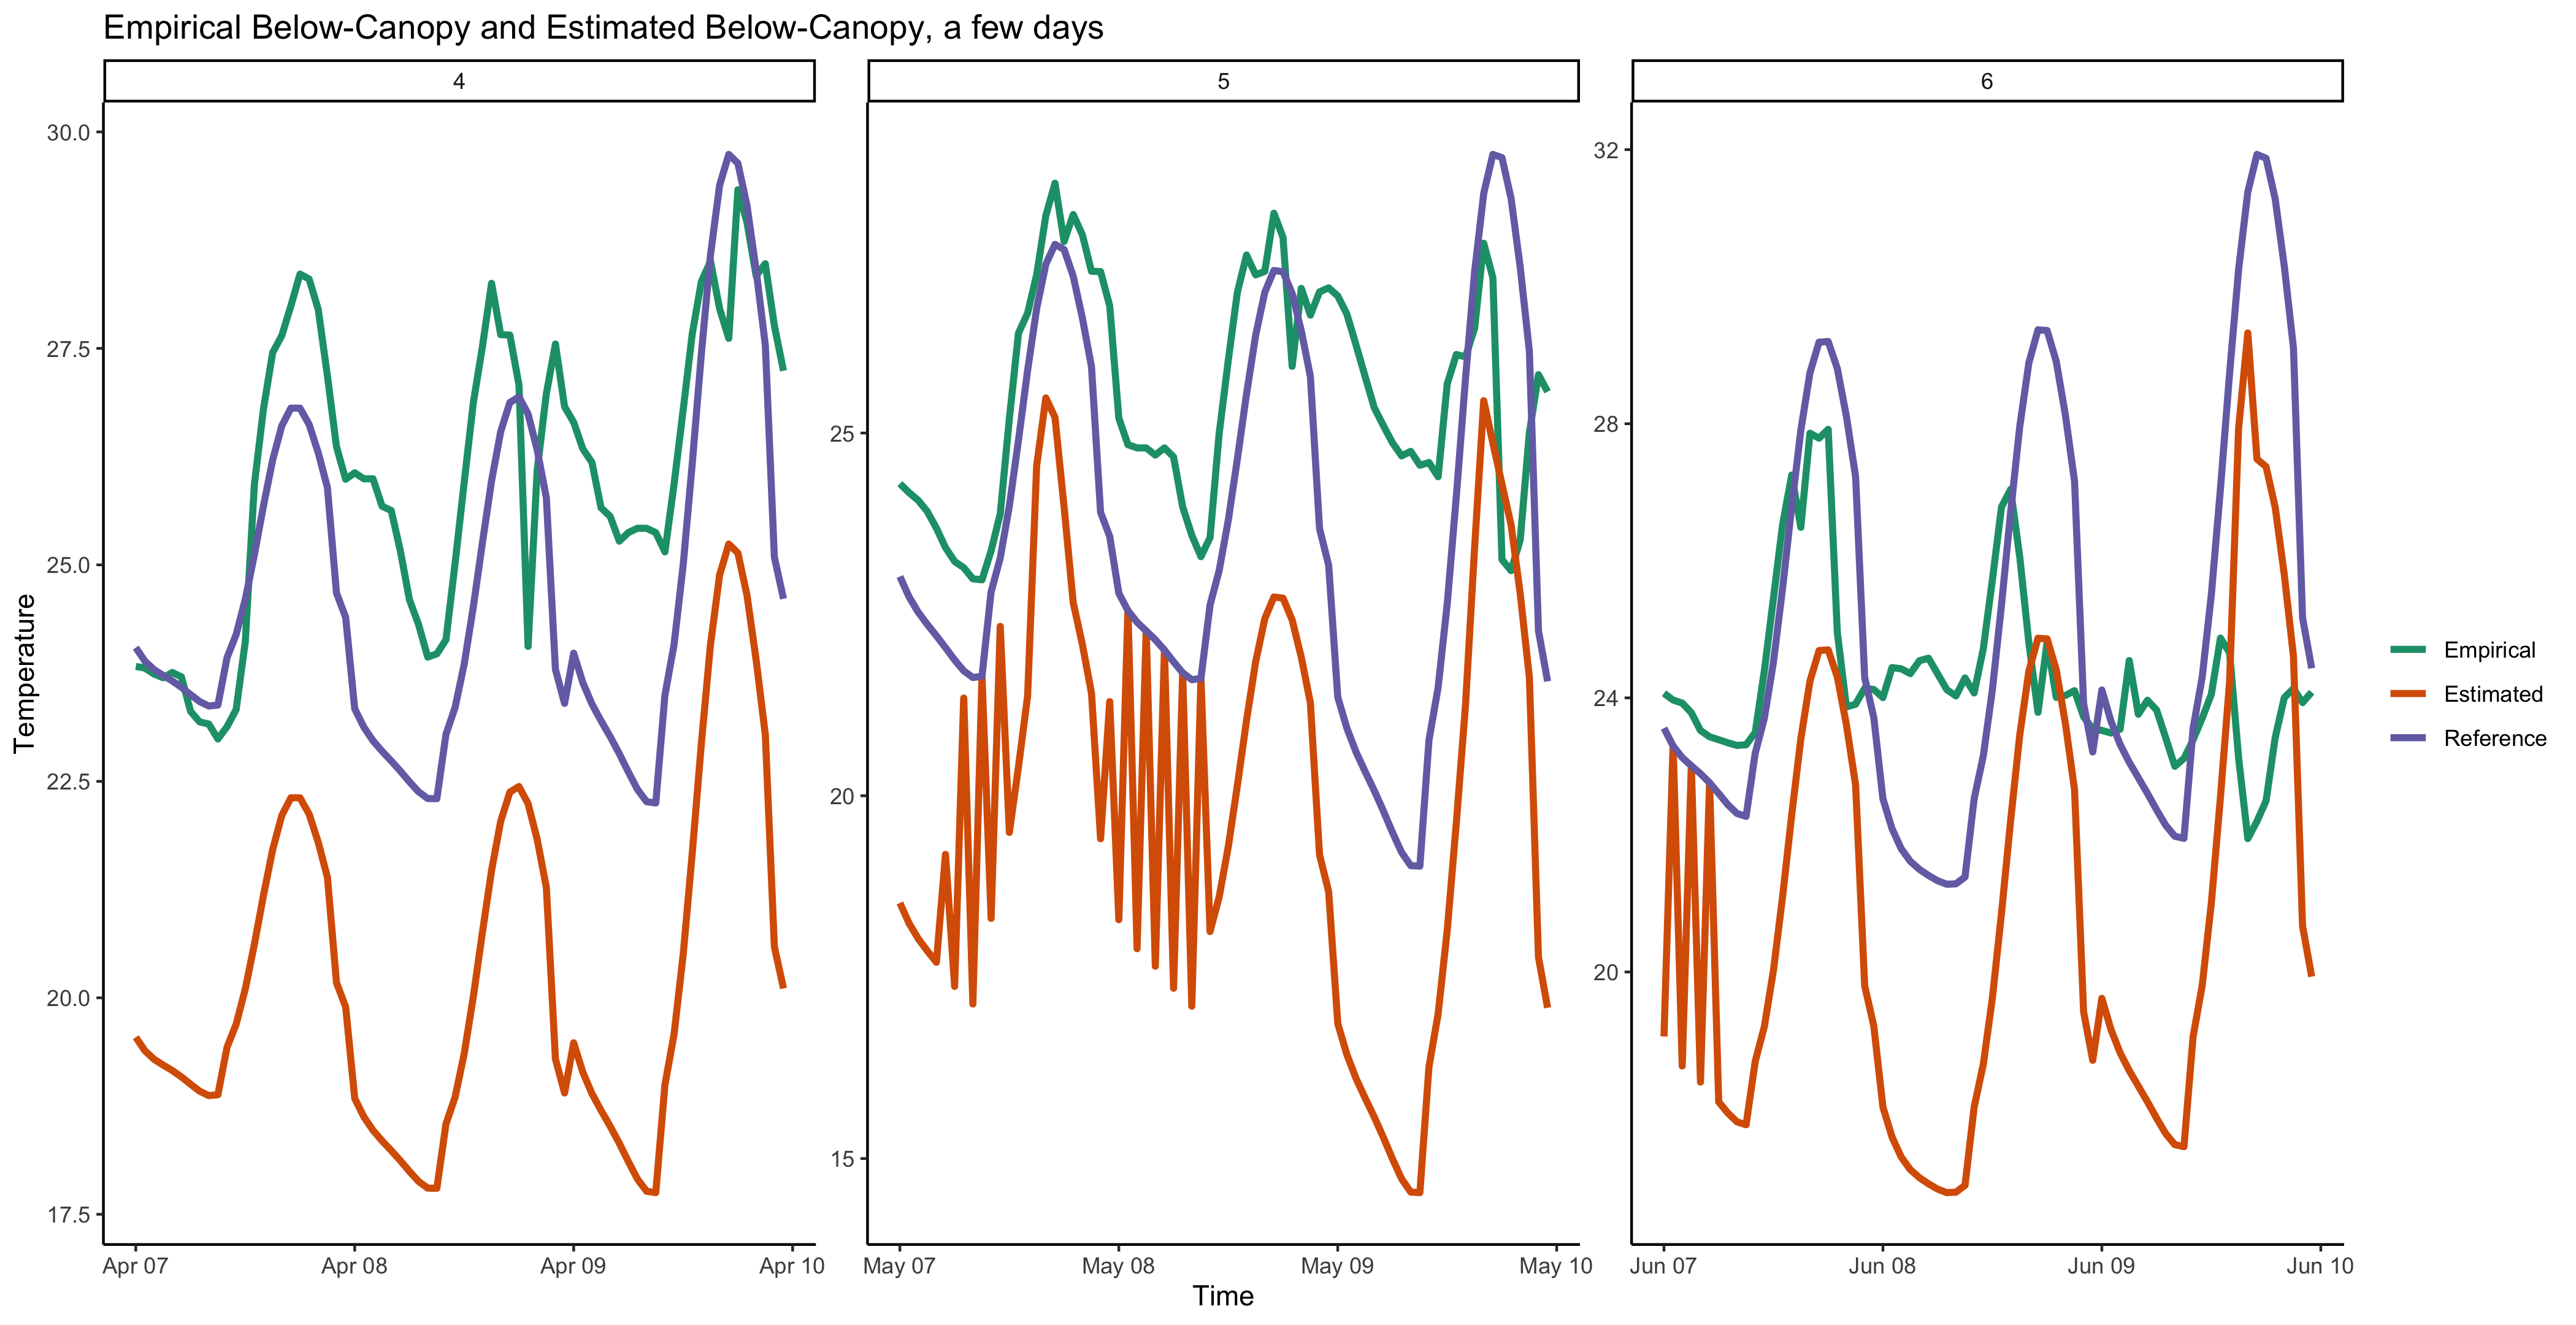 Empirical Below-Canopy and Estimated Below-Canopy, a few days
4
5
6
Temperature
30.0
27.5
25.0
22.5
20.0
17.5
25
20
15
32
28
24
20
Apr 07
Apr 08
Apr 09
Apr 10
May 07
May 08
May 09
May 10
Jun 07
Jun 08
Jun 09
Jun 10
Time
Empirical
Estimated
Reference